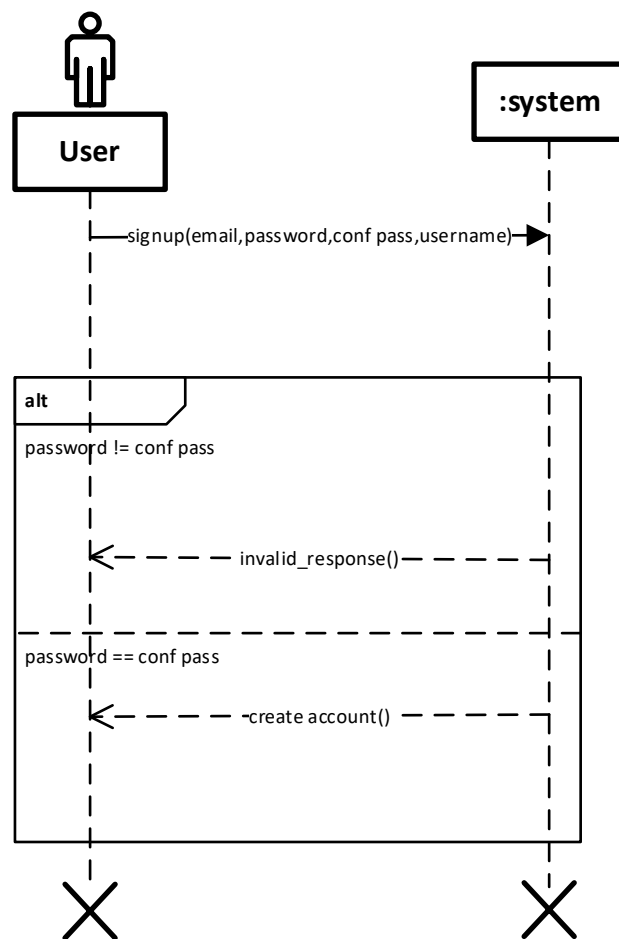 User
:system
signup(email,password,conf pass,username)
alt
password != conf pass
invalid_response()
password == conf pass
create account()